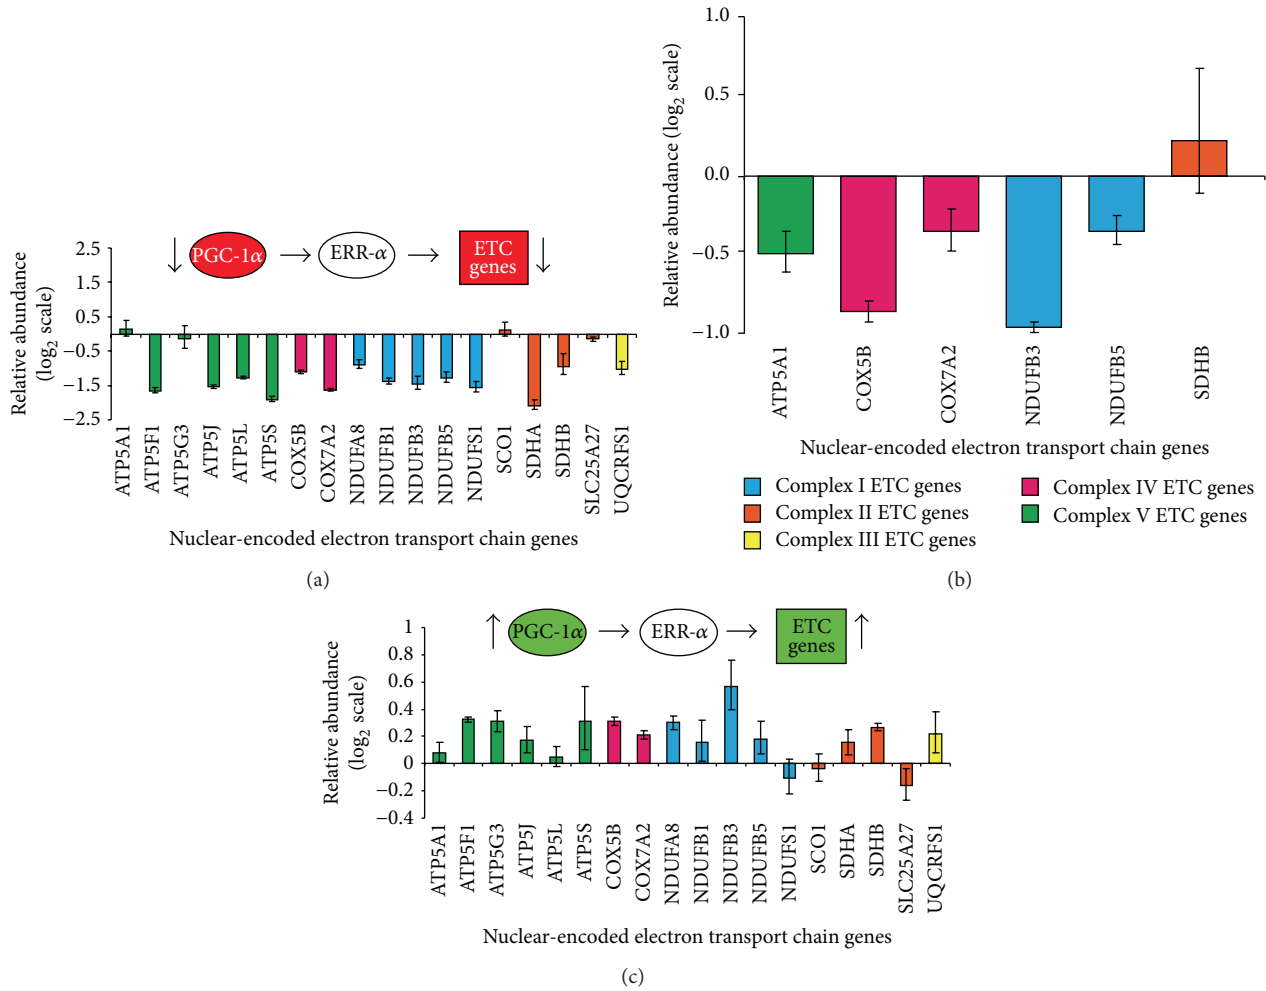 PGC-1α
ERR-α
ETC
genes
Relative abundance
(log2 scale)
2.5
1.5
0.5
−0.5
−1.5
−2.5
ATP5A1
ATP5F1
ATP5G3
ATP5J
ATP5L
ATP5S
COX5B
COX7A2
NDUFA8
NDUFB1
NDUFB3
NDUFB5
NDUFS1
SCO1
SDHA
SDHB
SLC25A27
UQCRFS1
Nuclear-encoded electron transport chain genes
(a)
Relative abundance (log2 scale)
1.0
0.5
0.0
−0.5
−1.0
ATP5A1
COX5B
COX7A2
NDUFB3
NDUFB5
SDHB
Nuclear-encoded electron transport chain genes
Complex I ETC genes
Complex II ETC genes
Complex III ETC genes
Complex IV ETC genes
Complex V ETC genes
(b)
PGC-1α
ERR-α
ETC
genes
Relative abundance
(log2 scale)
1
0.8
0.6
0.4
0.2
0
−0.2
−0.4
ATP5A1
ATP5F1
ATP5G3
ATP5J
ATP5L
ATP5S
COX5B
COX7A2
NDUFA8
NDUFB1
NDUFB3
NDUFB5
NDUFS1
SCO1
SDHA
SDHB
SLC25A27
UQCRFS1
Nuclear-encoded electron transport chain genes
(c)